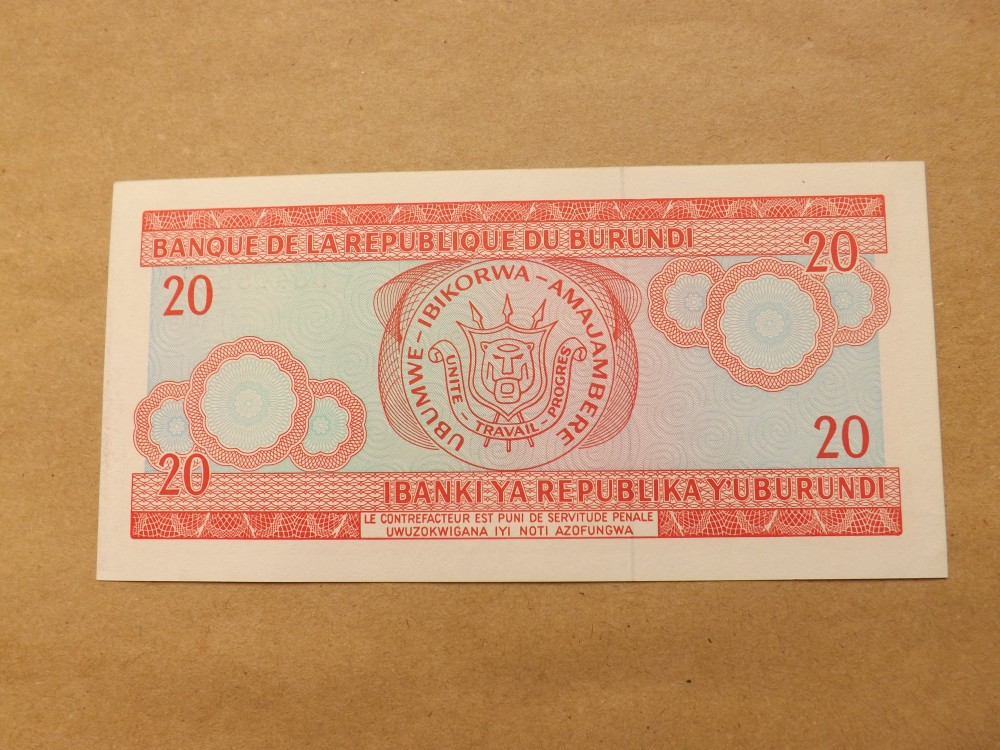 BANQUE DE LA REPUBLIQUE DU BURUNDI
20
20
UBUMWE - IBIKORWA - AMAJAMBERE
UNITE - TRAVAIL - PROGRES
20
20
IBANKI YA REPUBLIKA Y'UBURUNDI
LE CONTREFACTEUR EST PUNI DE SERVITUDE PENALE
UWUZOKWIGANA IYI NOTI AZOFUNGWA